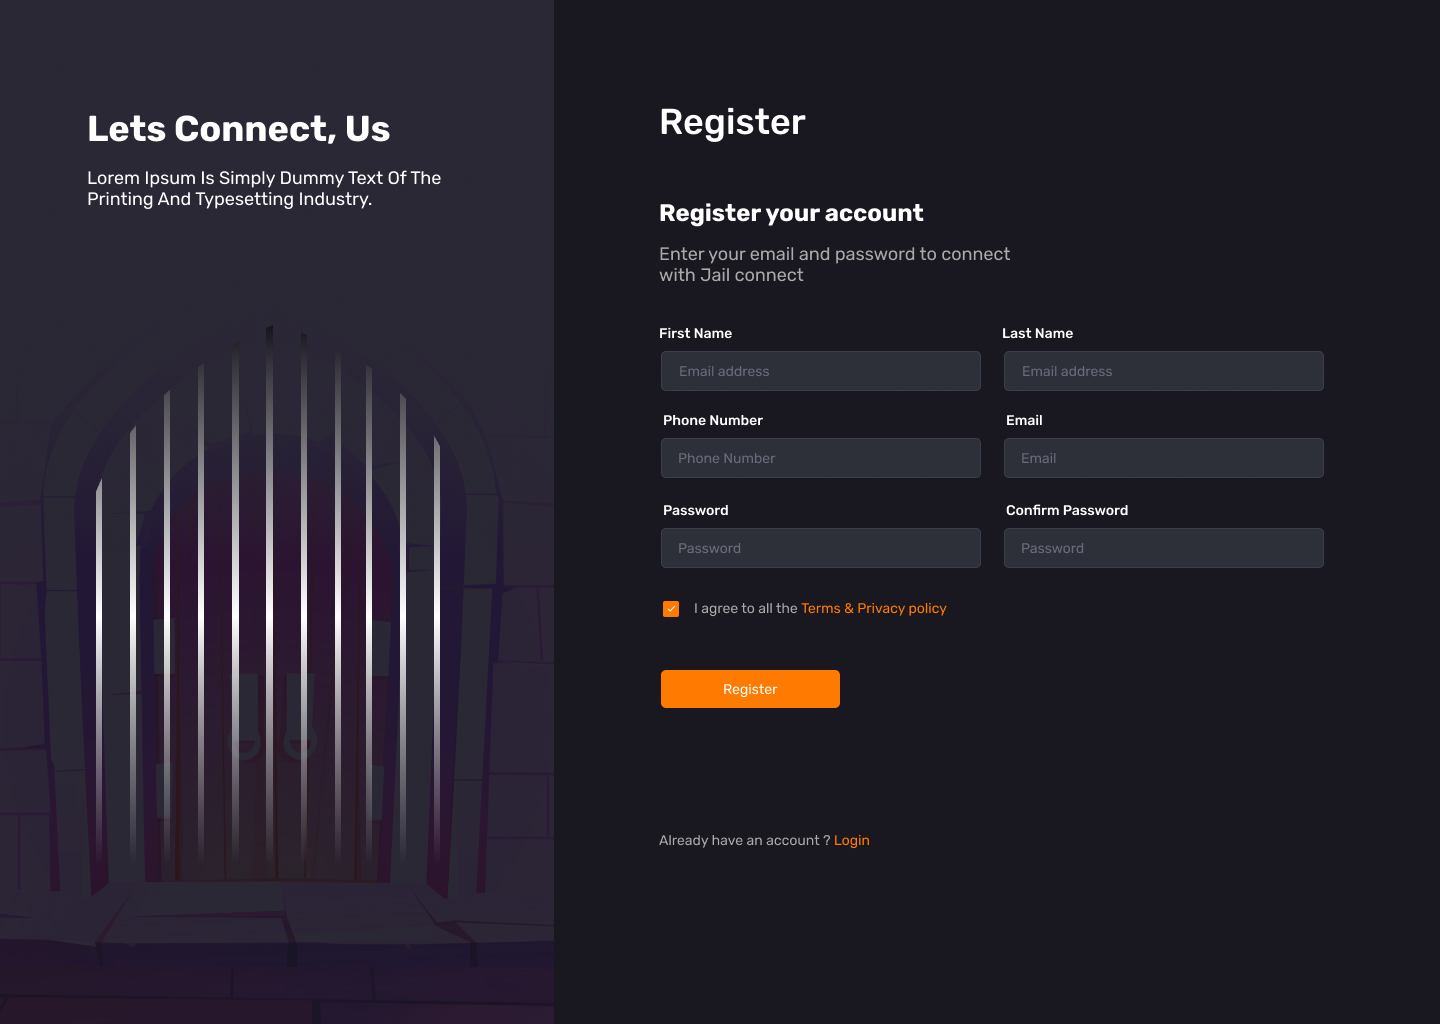 Lets Connect, Us
Lorem Ipsum Is Simply Dummy Text Of The
Printing And Typesetting Industry.
Register
Register your account
Enter your email and password to connect
with Jail connect
First Name
Last Name
Email address
Email address
Phone Number
Email
Phone Number
Email
Password
Confirm Password
Password
Password
I agree to all the Terms & Privacy policy
Register
Already have an account ? Login